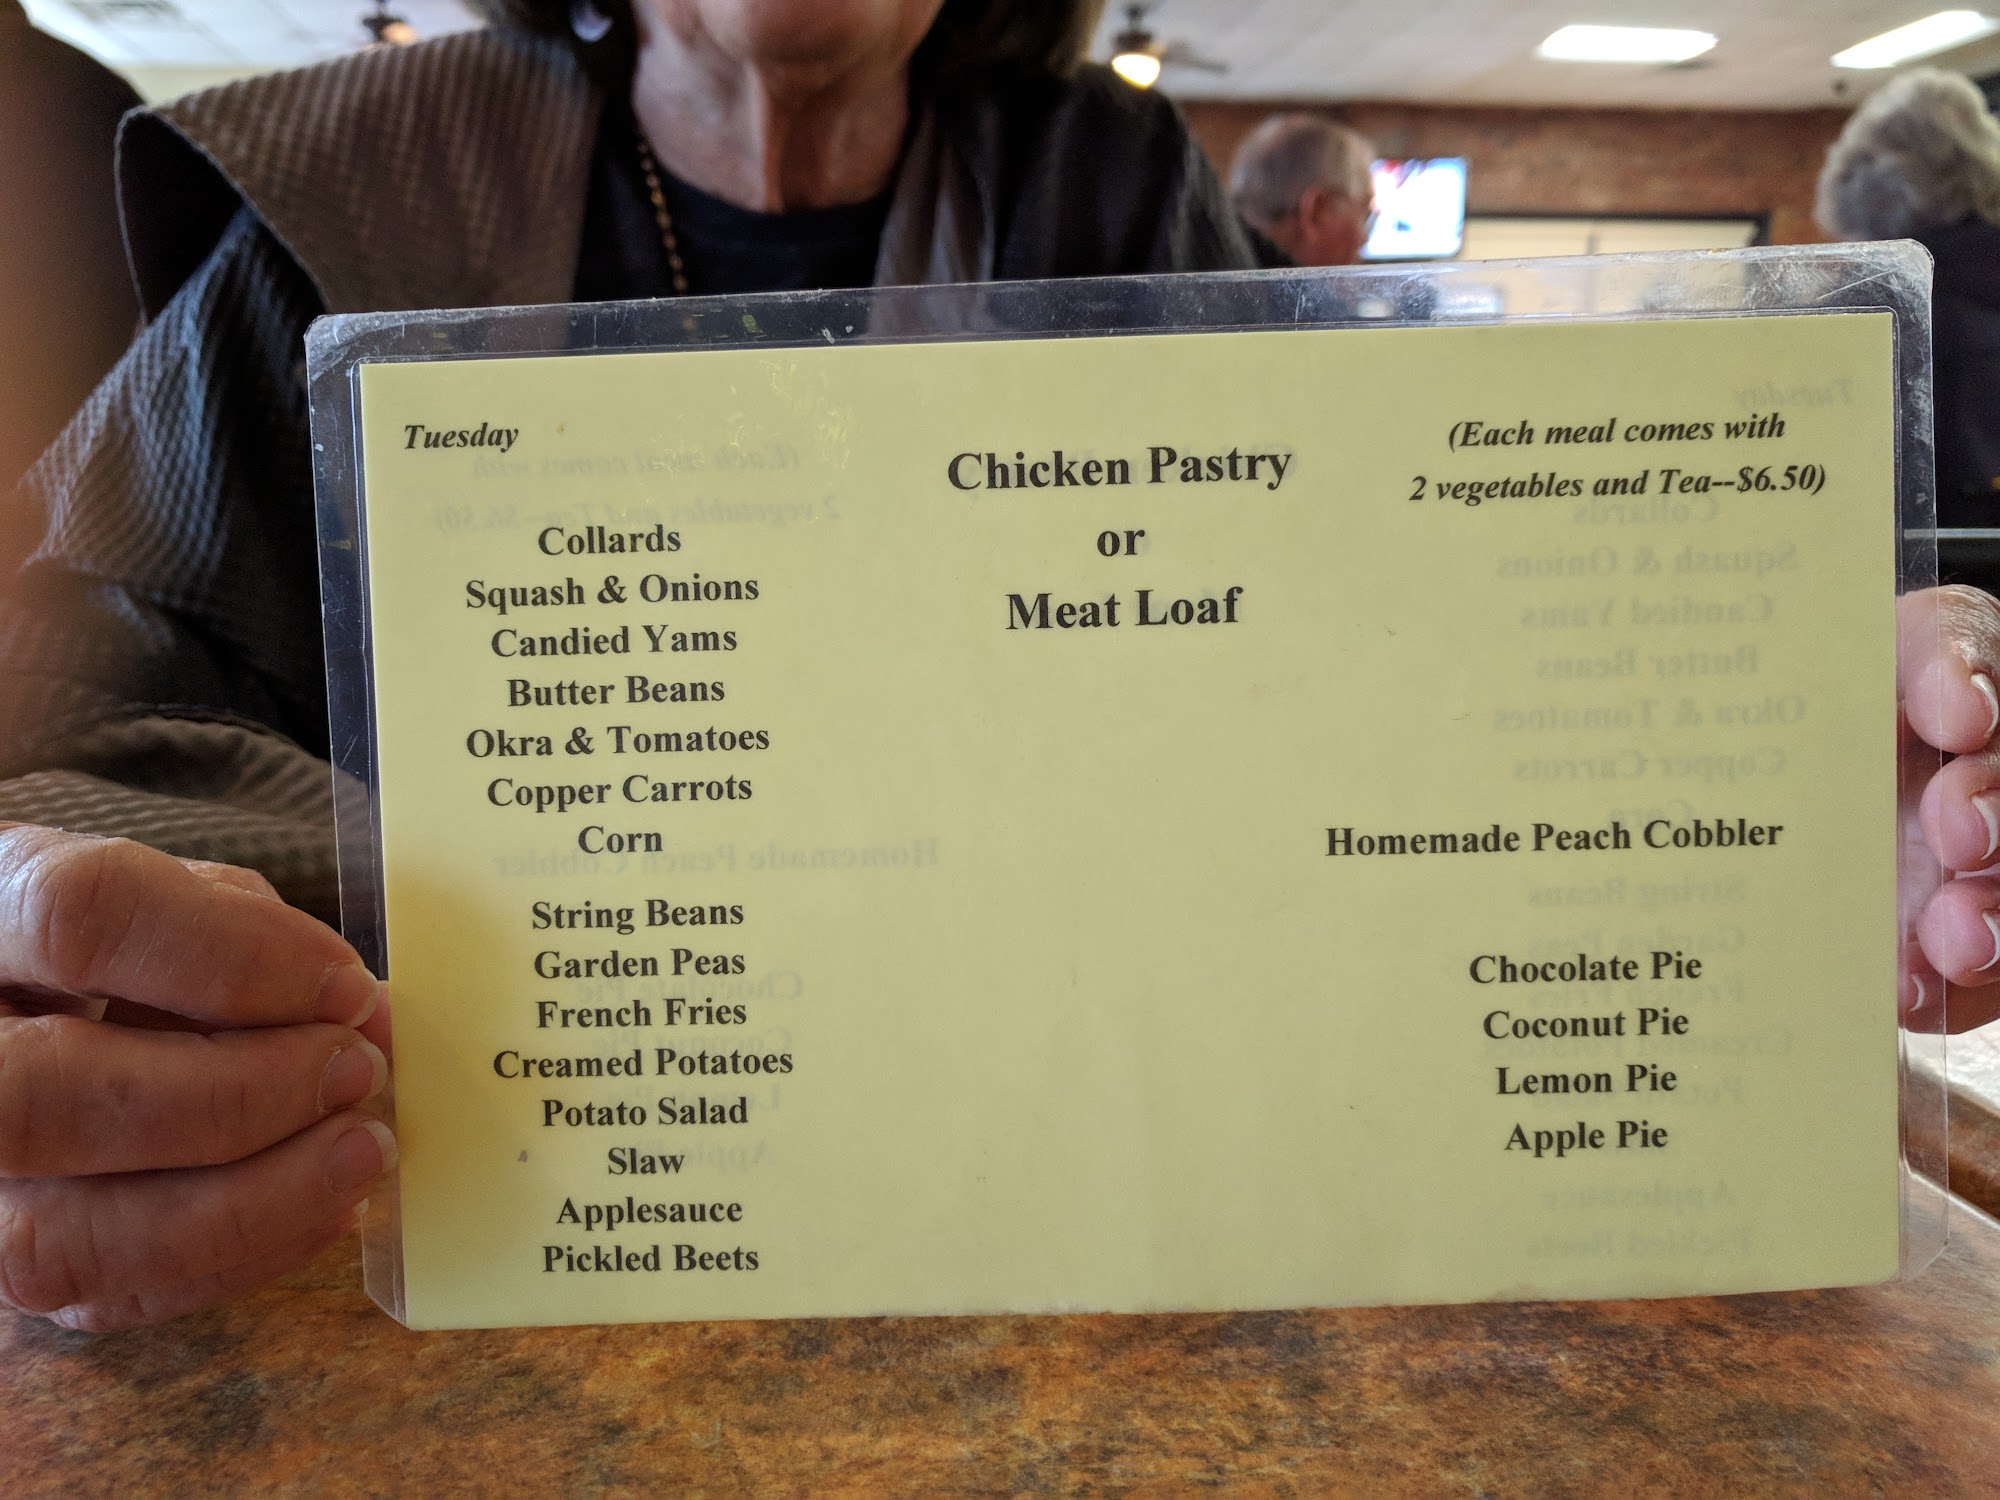 Tuesday
Collards
Squash & Onions
Candied Yams
Butter Beans
Okra & Tomatoes
Copper Carrots
Corn
String Beans
Garden Peas
French Fries
Creamed Potatoes
Potato Salad
Slaw
Applesauce
Pickled Beets
Chicken Pastry
or
Meat Loaf
(Each meal comes with
2 vegetables and Tea--$6.50)
Homemade Peach Cobbler
Chocolate Pie
Coconut Pie
Lemon Pie
Apple Pie